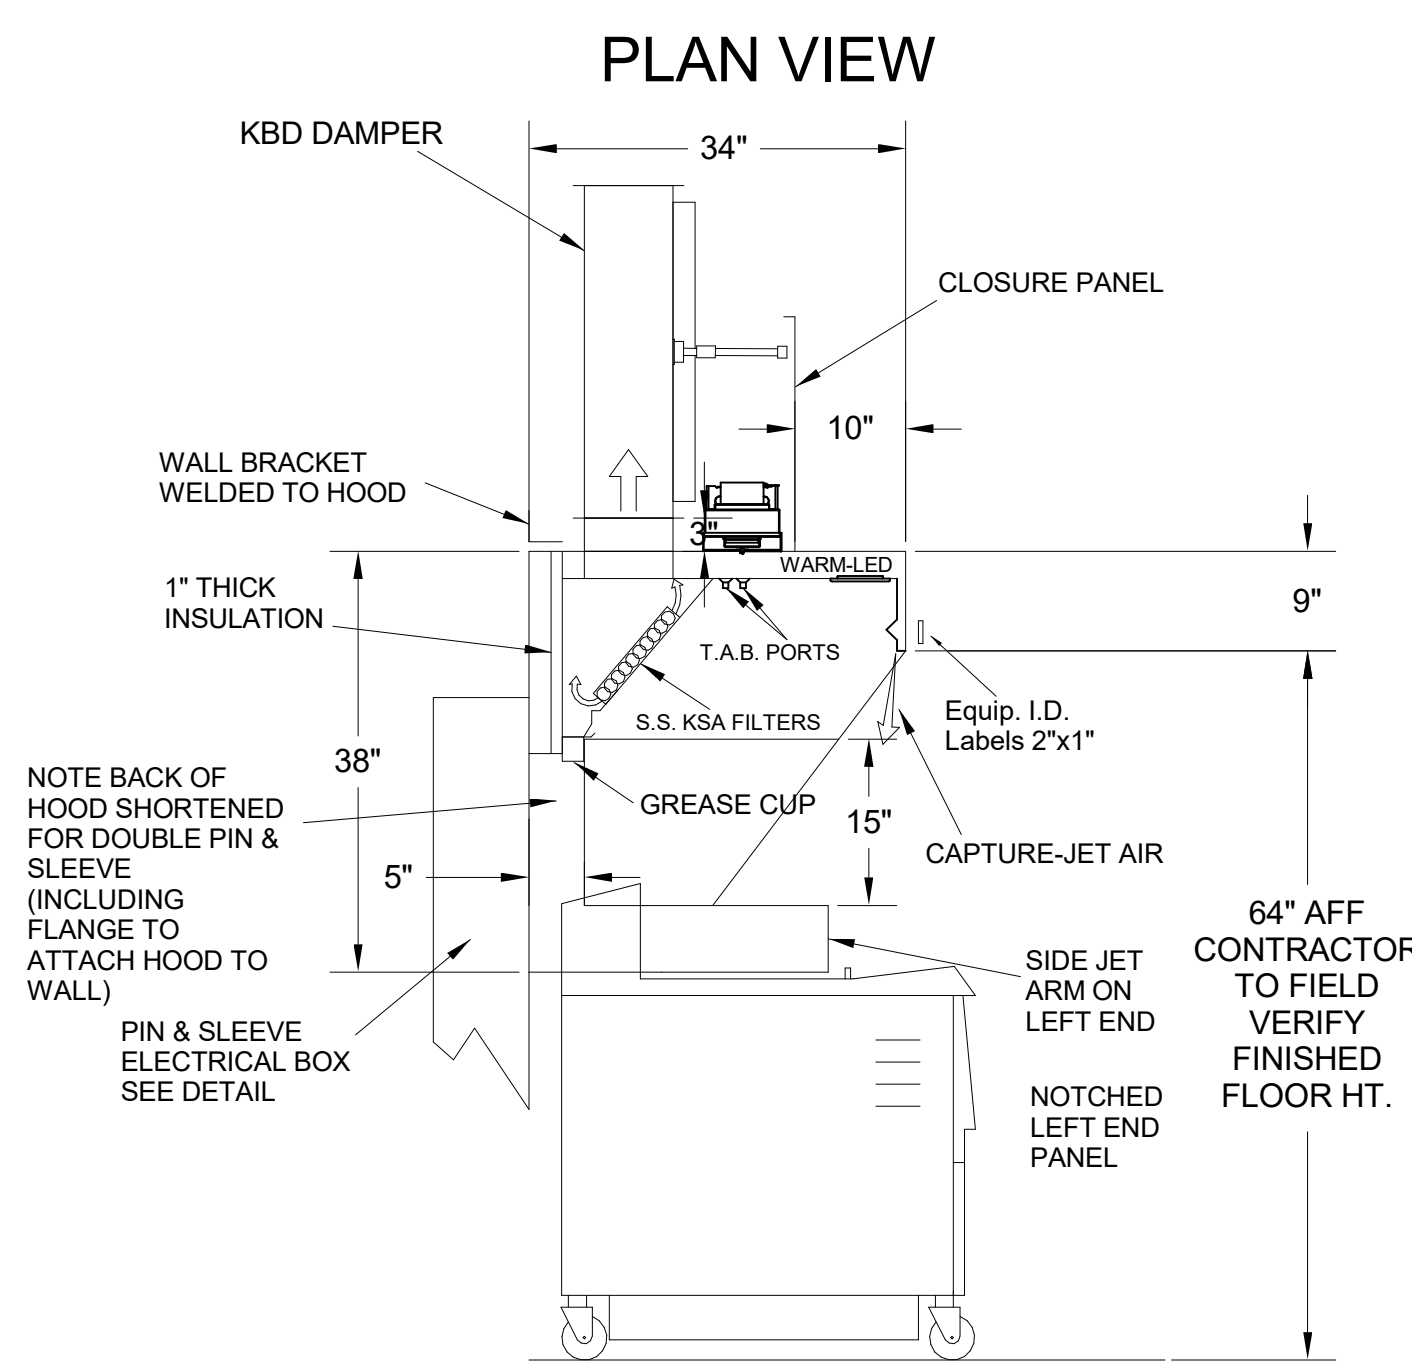 PLAN VIEW
KBD DAMPER
34"
CLOSURE PANEL
10"
WALL BRACKET
WELDED TO HOOD
3"
WARM-LED
1" THICK
INSULATION
9"
T.A.B. PORTS
S.S. KSA FILTERS
Equip. I.D.
Labels 2"x1"
38"
NOTE BACK OF
HOOD SHORTENED
FOR DOUBLE PIN &
SLEEVE
(INCLUDING
FLANGE TO
ATTACH HOOD TO
WALL)
GREASE CUP
15"
CAPTURE-JET AIR
5"
64" AFF
CONTRACTOR
TO FIELD
VERIFY
FINISHED
FLOOR HT.
SIDE JET
ARM ON
LEFT END
PIN & SLEEVE
ELECTRICAL BOX
SEE DETAIL
NOTCHED
LEFT END
PANEL